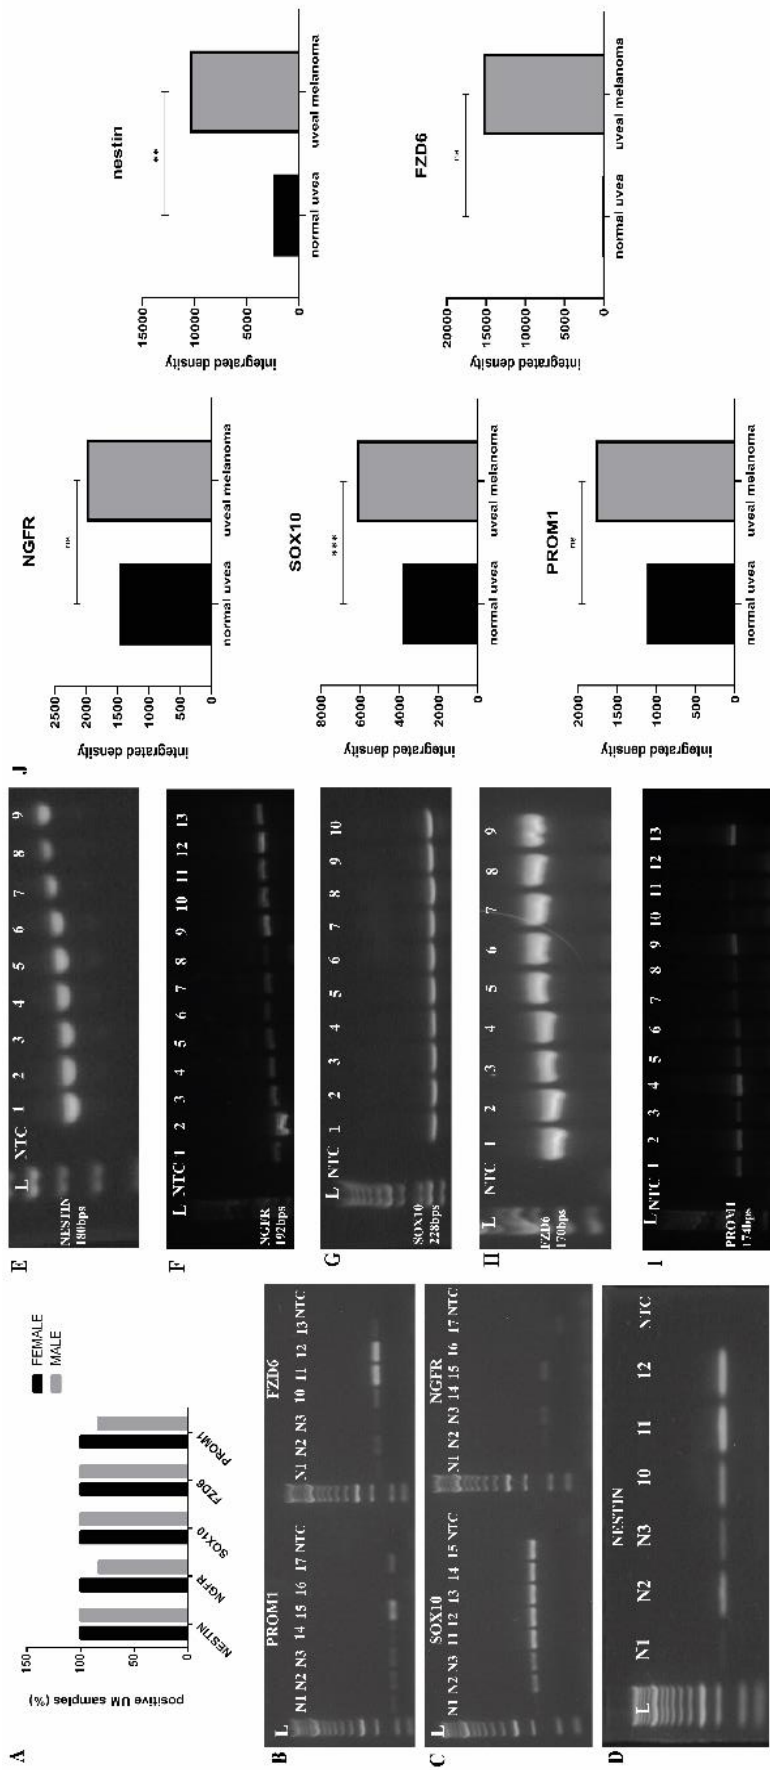 A
positive UM samples (%)
150
100
50
0
NESTIN
NGFR
SOX10
FZD6
PROM1
FEMALE
MALE
B
L
PROM1
N1 N2 N3 14 15 16 17 NTC
FZD6
N1 N2 N3 10 11 12 13 NTC
C
L
SOX10
N1 N2 N3 11 12 13 14 15 NTC
NGFR
N1 N2 N3 14 15 16 17 NTC
D
NESTIN
L N1 N2 N3 10 11 12 NTC
E
L NTC 1 2 3 4 5 6 7 8 9
NESTIN
180bps
F
L NTC 1 2 3 4 5 6 7 8 9 10 11 12 13
NGFR
192bps
G
L NTC 1 2 3 4 5 6 7 8 9 10
SOX10
228bps
H
L NTC 1 2 3 4 5 6 7 8 9
FZD6
170bps
I
L NTC 1 2 3 4 5 6 7 8 9 10 11 12 13
PROM1
174bps
J
NGFR
ns
integrated density
2500
2000
1500
1000
500
0
normal uvea
uveal melanoma
nestin
**
integrated density
15000
10000
5000
0
normal uvea
uveal melanoma
SOX10
***
integrated density
8000
6000
4000
2000
0
normal uvea
uveal melanoma
FZD6
ns
integrated density
20000
15000
10000
5000
0
normal uvea
uveal melanoma
PROM1
ns
integrated density
2000
1500
1000
500
0
normal uvea
uveal melanoma